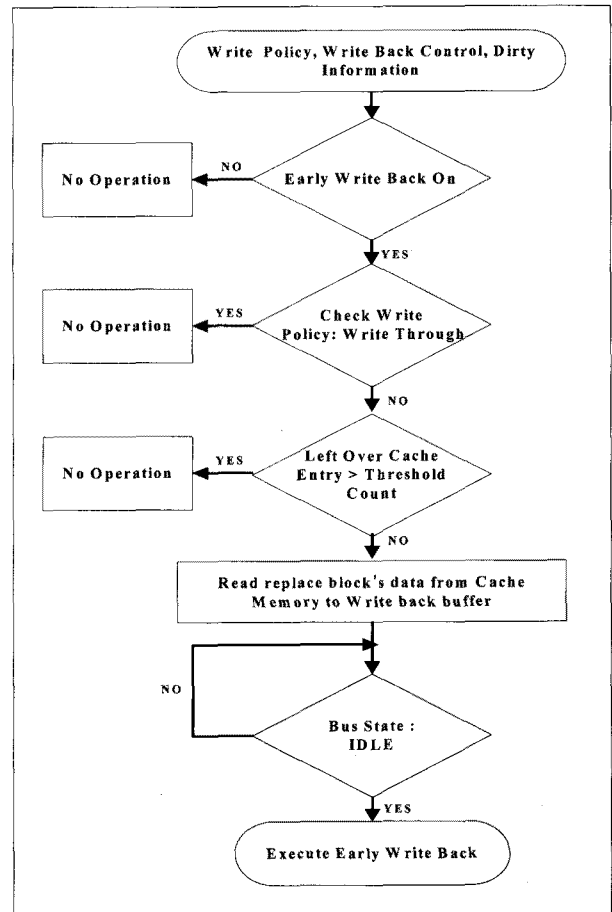 Write Policy, Write Back Control, Dirty
Information
NO
No Operation
Early Write Back On
YES
YES
No Operation
Check Write
Policy: Write Through
NO
YES
No Operation
Left Over Cache
Entry > Threshold
Count
NO
Read replace block's data from Cache
Memory to Write back buffer
NO
Bus State :
IDLE
YES
Execute Early Write Back